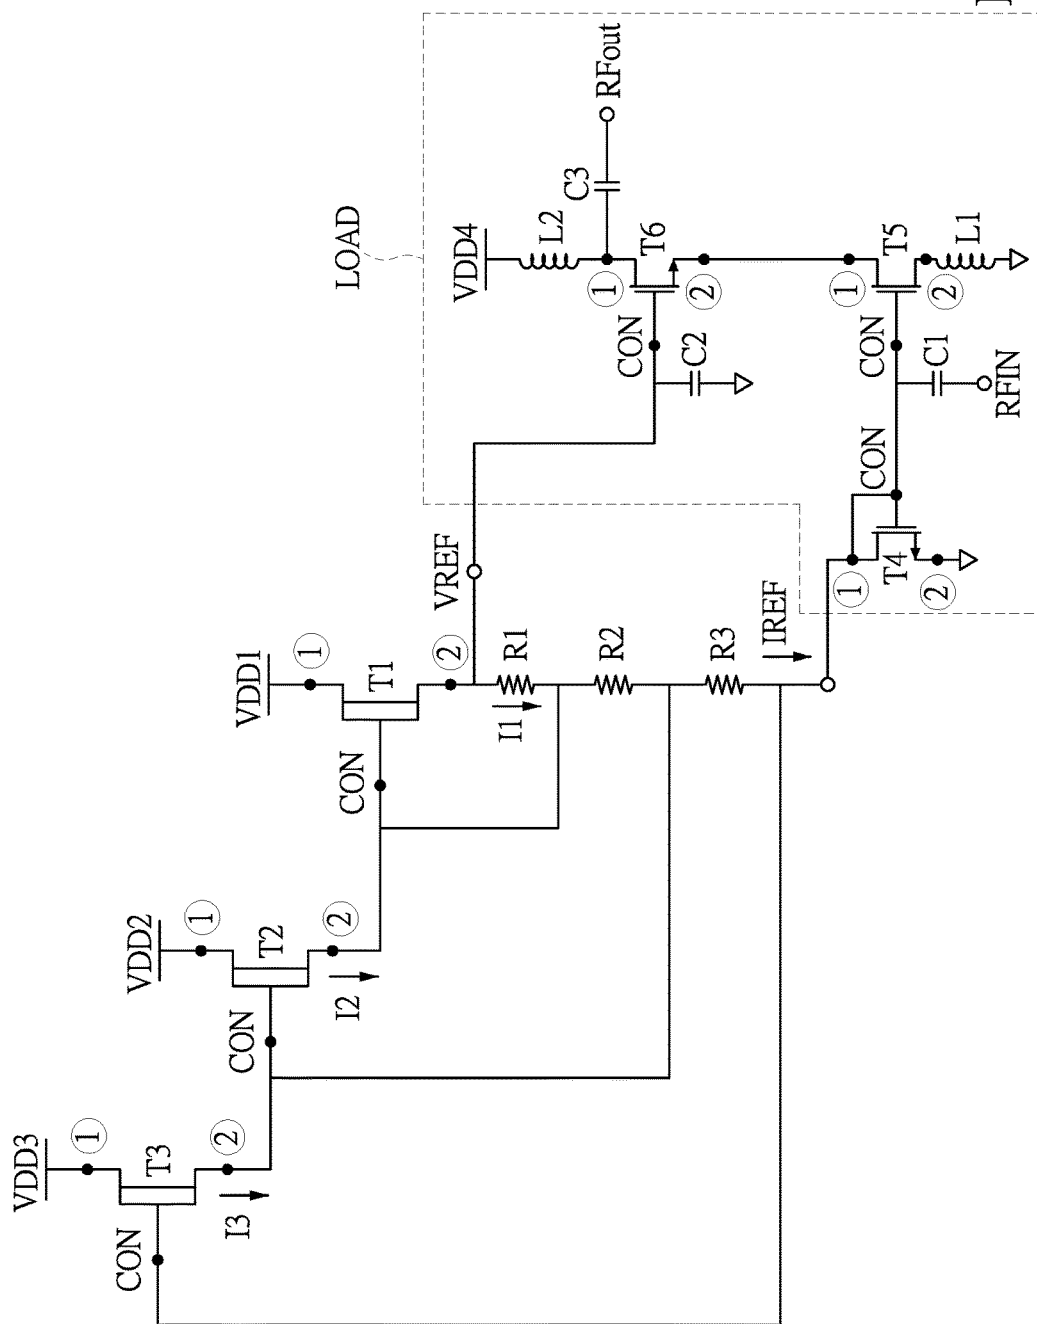 VDD3
①
T3
CON
②
I3
VDD2
①
T2
CON
②
I2
VDD1
①
T1
CON
②
VREF
I1
R1
R2
R3
IREF
LOAD
VDD4
L2
C3
RFout
①
T6
②
CON
C2
①
T5
②
L1
CON
C1
RFIN
CON
①
T4
②